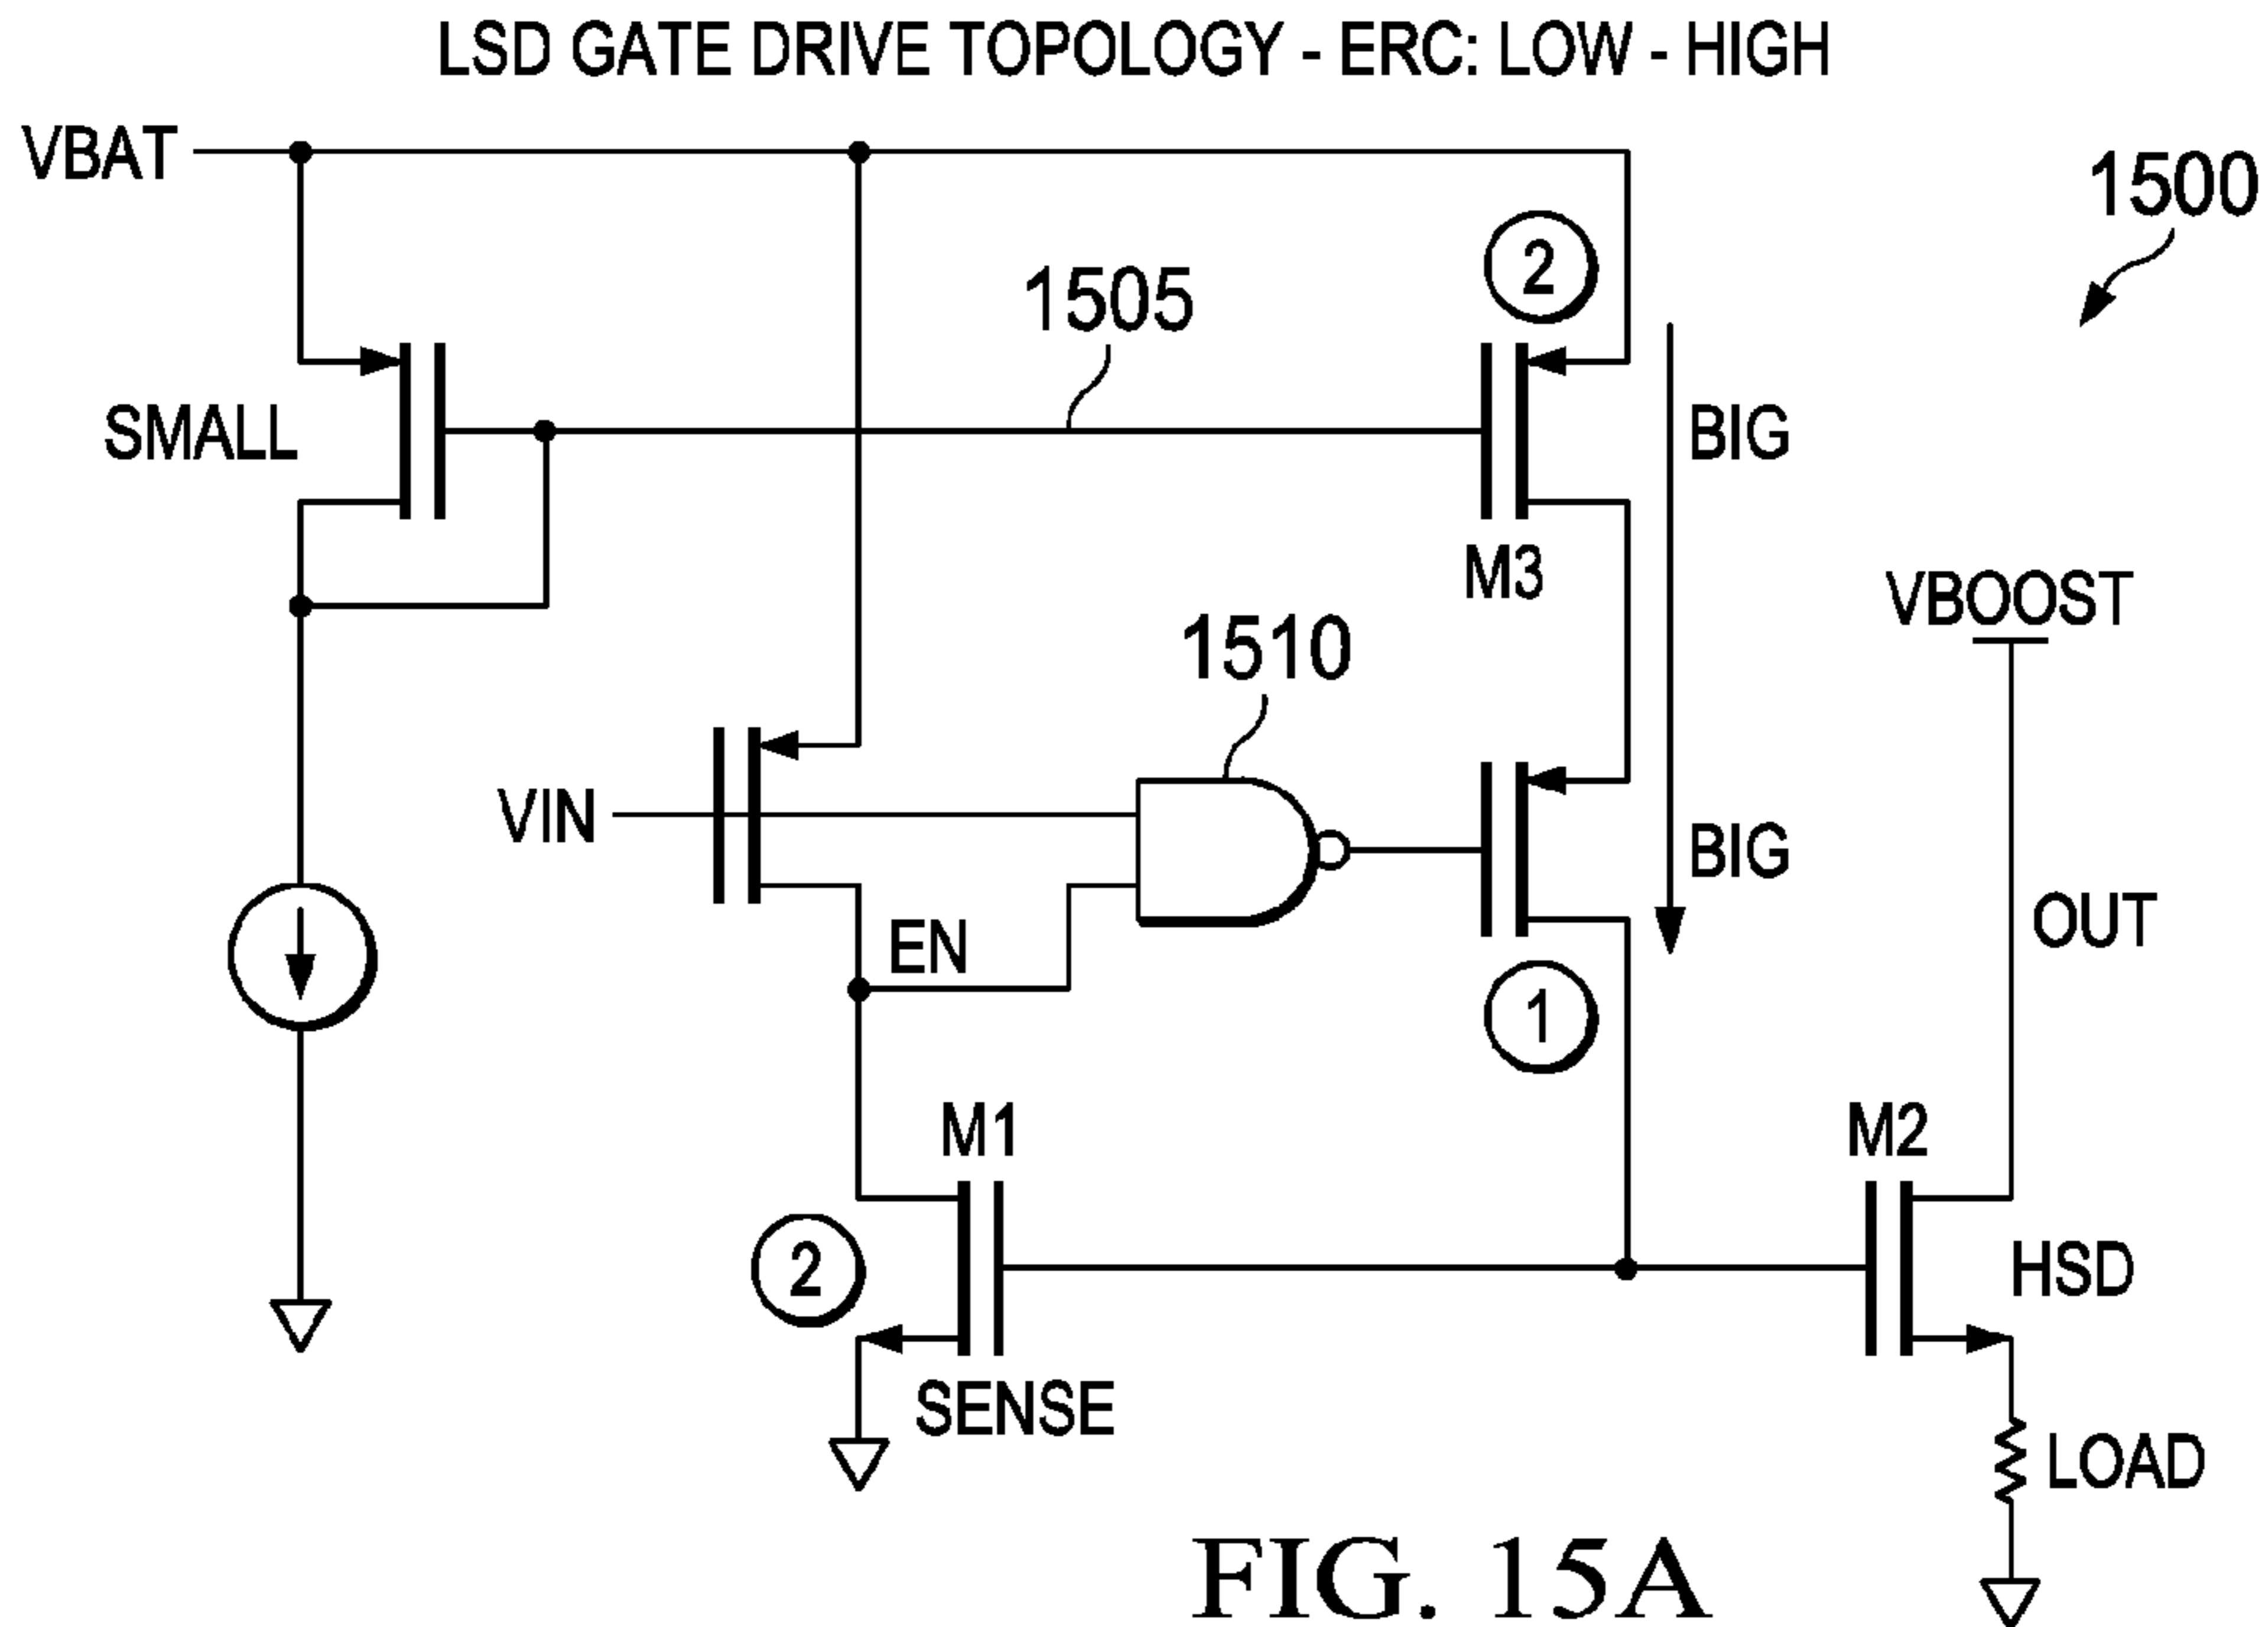 LSD GATE DRIVE TOPOLOGY - ERC: LOW - HIGH
VBAT
1500
2
1505
SMALL
BIG
M3
VBOOST
1510
VIN
BIG
OUT
EN
1
M1
M2
2
HSD
SENSE
LOAD
FIG. 15A